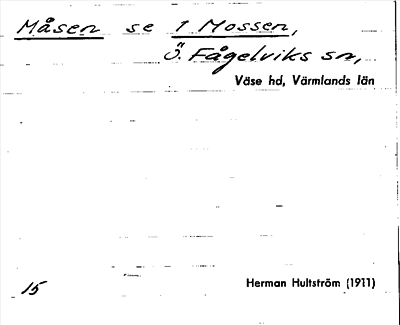 Måsen se 1 Mossen,
Ö. Fågelviks sn,
Väse hd, Värmlands län
15
Herman Hultström (1911)